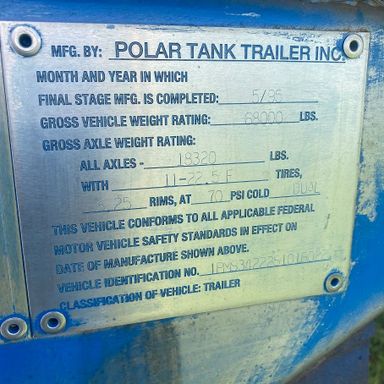 MFG. BY: POLAR TANK TRAILER INC.
MONTH AND YEAR IN WHICH
FINAL STAGE MFG. IS COMPLETED: 5/95
GROSS VEHICLE WEIGHT RATING: 68000 LBS.
GROSS AXLE WEIGHT RATING:
ALL AXLES - 18320 LBS.
WITH 11-22.5 F TIRES,
RIMS, AT 70 PSI COLD DUAL
THIS VEHICLE CONFORMS TO ALL APPLICABLE FEDERAL
MOTOR VEHICLE SAFETY STANDARDS IN EFFECT ON
DATE OF MANUFACTURE SHOWN ABOVE.
VEHICLE IDENTIFICATION NO.
CLASSIFICATION OF VEHICLE: TRAILER